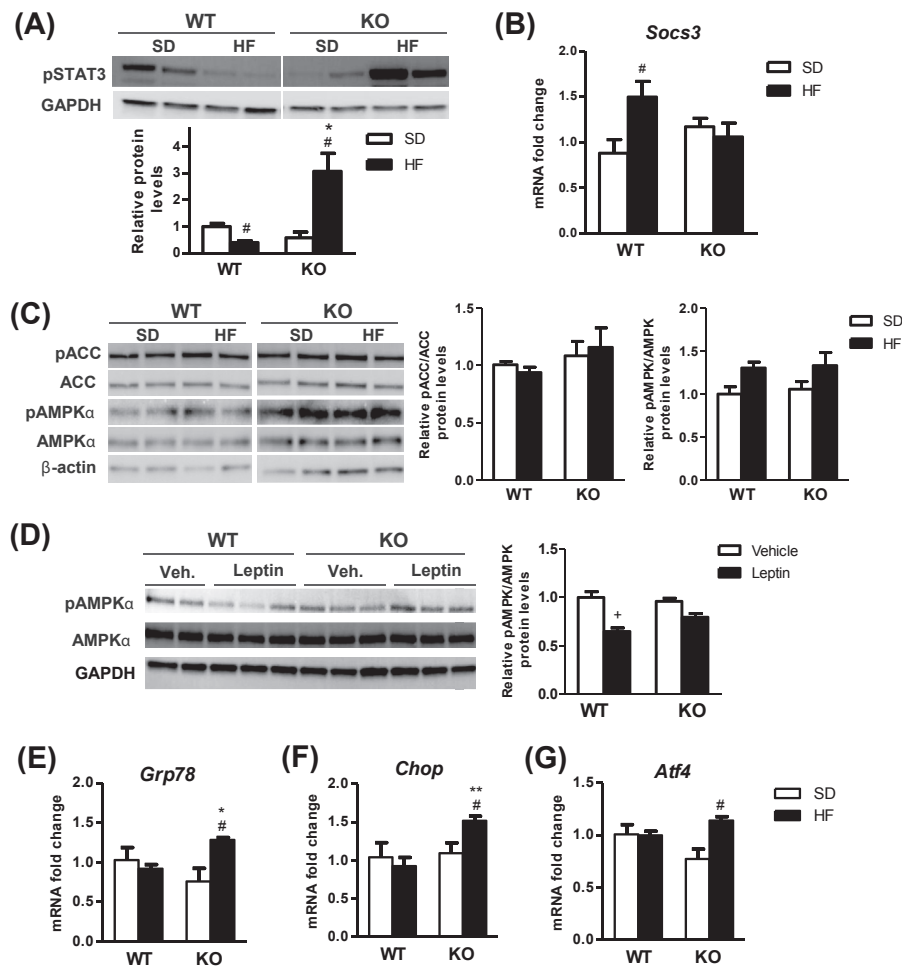 (A)
WT KO
SD HF SD HF
pSTAT3
GAPDH
Relative protein
levels
5
4
3
2
1
0
#
*
#
WT KO
SD
HF
(B)
Socs3
mRNA fold change
2.0
1.5
1.0
0.5
0.0
#
WT KO
SD
HF
(C)
WT KO
SD HF SD HF
pACC
ACC
pAMPKα
AMPKα
β-actin
Relative pACC/ACC
protein levels
1.5
1.0
0.5
0.0
WT KO
Relative pAMPK/AMPK
protein levels
2.0
1.5
1.0
0.5
0.0
WT KO
SD
HF
(D)
WT KO
Veh. Leptin Veh. Leptin
pAMPKα
AMPKα
GAPDH
Relative pAMPK/AMPK
protein levels
1.5
1.0
0.5
0.0
+
WT KO
Vehicle
Leptin
(E)
Grp78
mRNA fold change
2.0
1.5
1.0
0.5
0.0
*
#
WT KO
(F)
Chop
mRNA fold change
2.0
1.5
1.0
0.5
0.0
**
#
WT KO
(G)
Atf4
mRNA fold change
1.5
1.0
0.5
0.0
#
WT KO
SD
HF